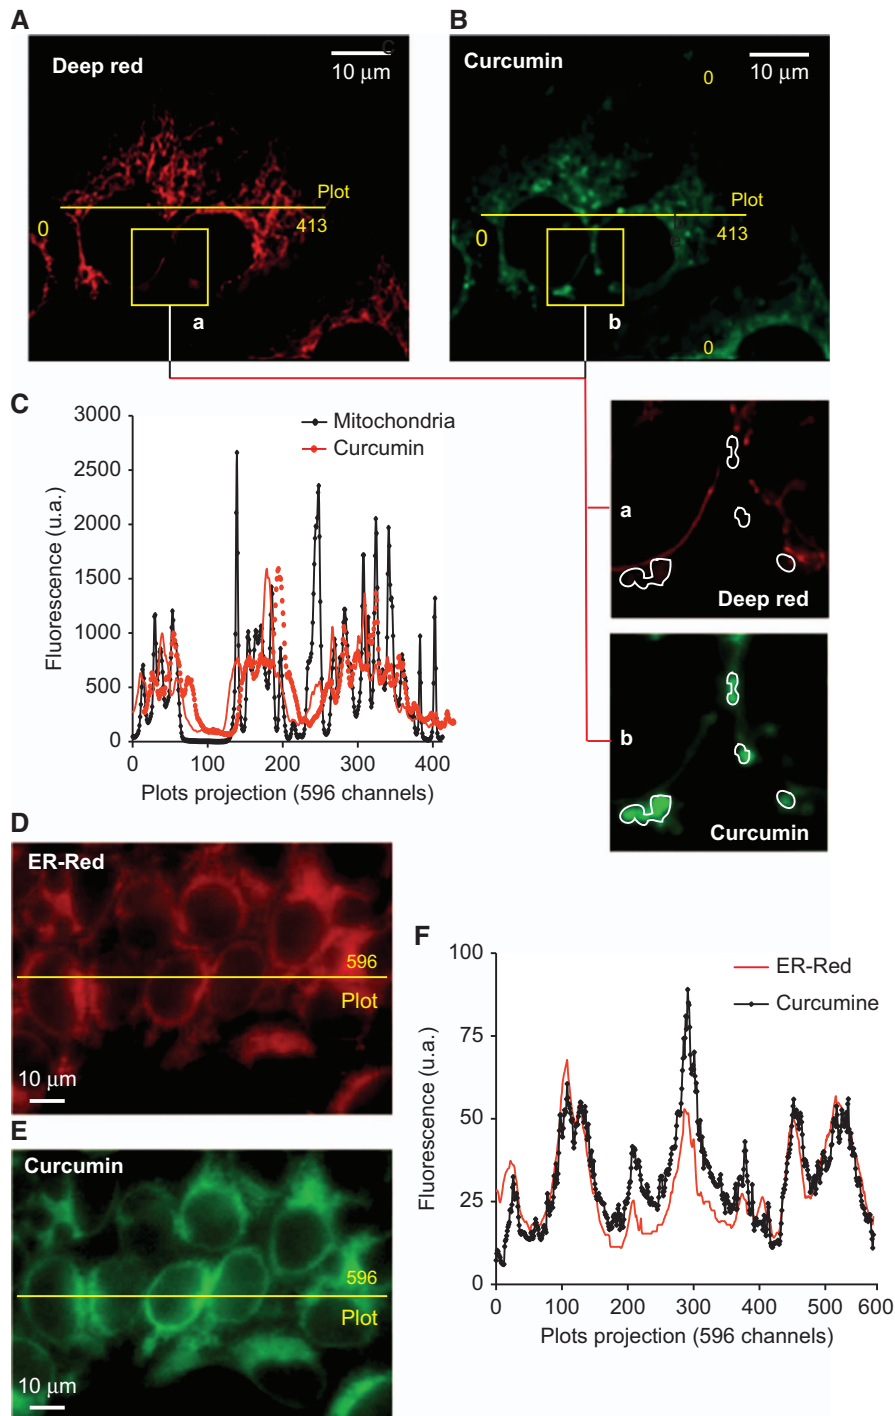 A
Deep red
C
10 μm
Plot
0
413
a
B
Curcumin
0
10 μm
Plot
0
413
b
0
C
3000
2500
2000
1500
1000
500
0
Fluorescence (u.a.)
Mitochondria
Curcumin
0 100 200 300 400
Plots projection (596 channels)
a
Deep red
b
Curcumin
D
ER-Red
596
Plot
10 μm
E
Curcumin
596
Plot
10 μm
F
100
75
50
25
0
Fluorescence (u.a.)
ER-Red
Curcumine
0 100 200 300 400 500 600
Plots projection (596 channels)